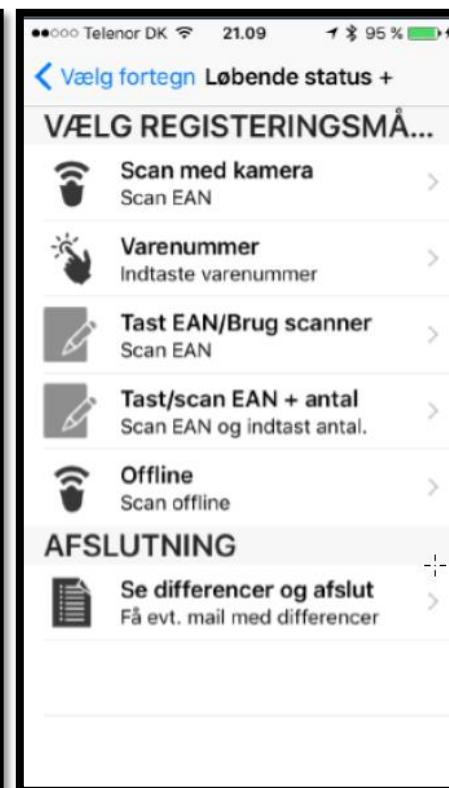 Telenor DK 21.09 95 %
Vælg fortegn Løbende status +
VÆLG REGISTERINGSMÅ...
Scan med kamera
Scan EAN
Varenummer
Indtaste varenummer
Tast EAN/Brug scanner
Scan EAN
Tast/scan EAN + antal
Scan EAN og indtast antal.
Offline
Scan offline
AFSLUTNING
Se differencer og afslut
Få evt. mail med differencer